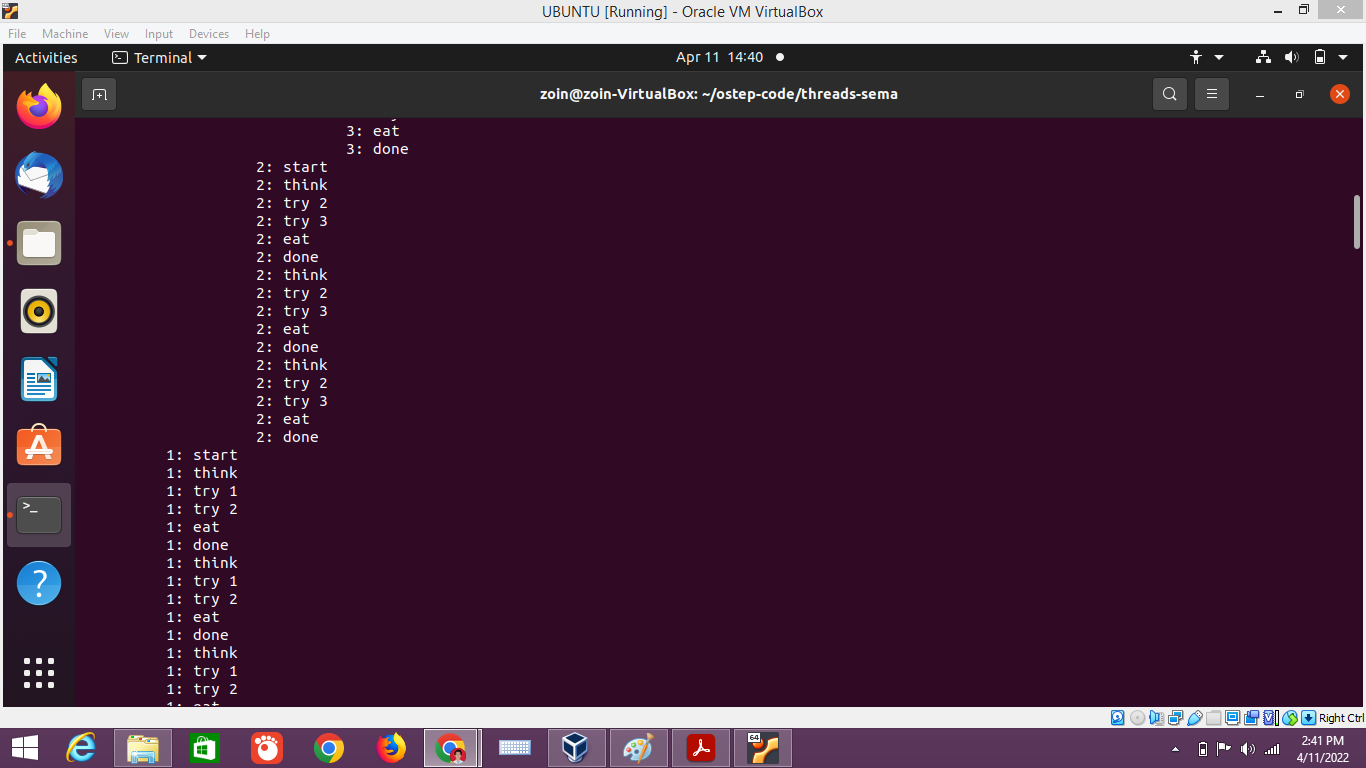 UBUNTU [Running] - Oracle VM VirtualBox
File Machine View Input Devices Help
Activities Terminal Apr 11 14:40
zoin@zoin-VirtualBox: ~/ostep-code/threads-sema
3: eat
3: done
2: start
2: think
2: try 2
2: try 3
2: eat
2: done
2: think
2: try 2
2: try 3
2: eat
2: done
2: think
2: try 2
2: try 3
2: eat
2: done
1: start
1: think
1: try 1
1: try 2
1: eat
1: done
1: think
1: try 1
1: try 2
1: eat
1: done
1: think
1: try 1
1: try 2
1: eat
Right Ctrl
64
2:41 PM
4/11/2022